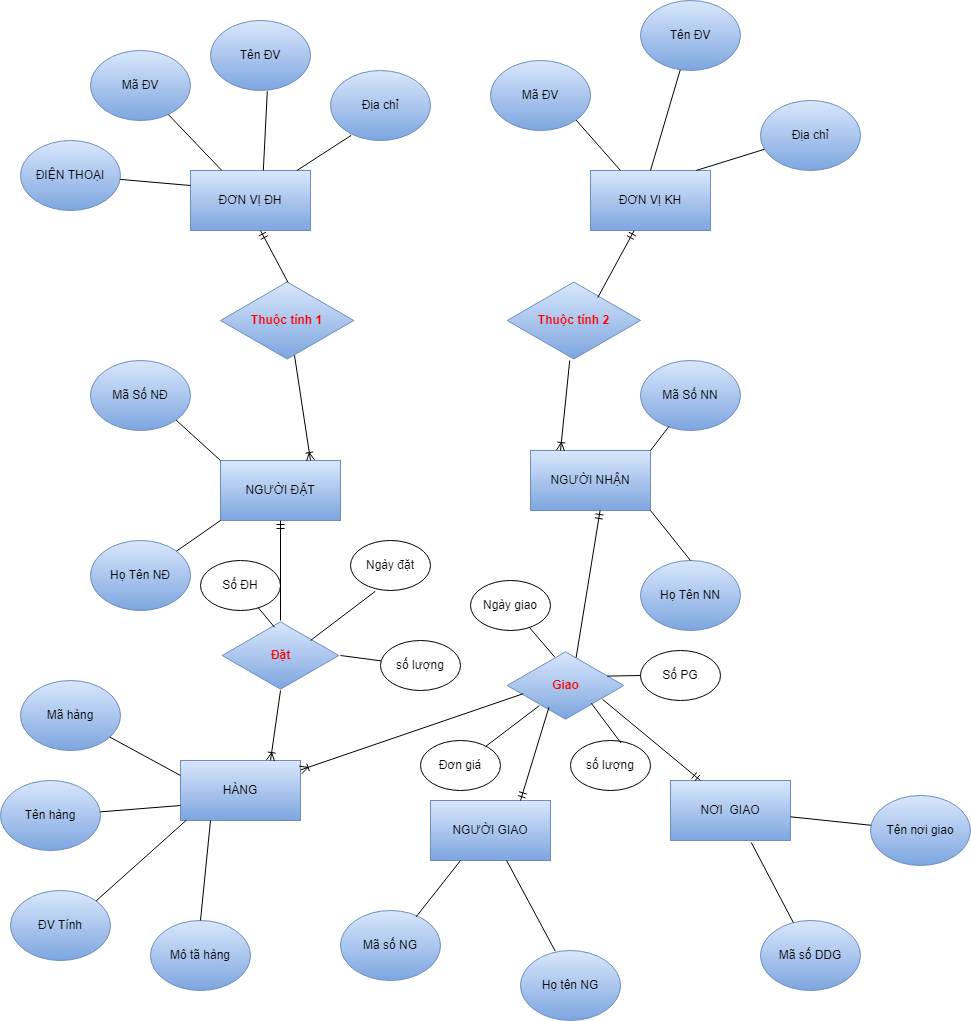 Tên ĐV
Tên ĐV
Mã ĐV
Mã ĐV
Địa chỉ
Địa chỉ
ĐIỆN THOẠI
ĐƠN VỊ ĐH
ĐƠN VỊ KH
Thuộc tính 1
Thuộc tính 2
Mã Số NĐ
Mã Số NN
NGƯỜI ĐẶT
NGƯỜI NHẬN
Họ Tên NĐ
Số ĐH
Ngày đặt
Họ Tên NN
Ngày giao
Đặt
số lượng
Giao
Số PG
Mã hàng
Đơn giá
số lượng
HÀNG
NGƯỜI GIAO
NƠI  GIAO
Tên hàng
Tên nơi giao
ĐV Tính
Mô tã hàng
Mã số NG
Họ tên NG
Mã số DDG